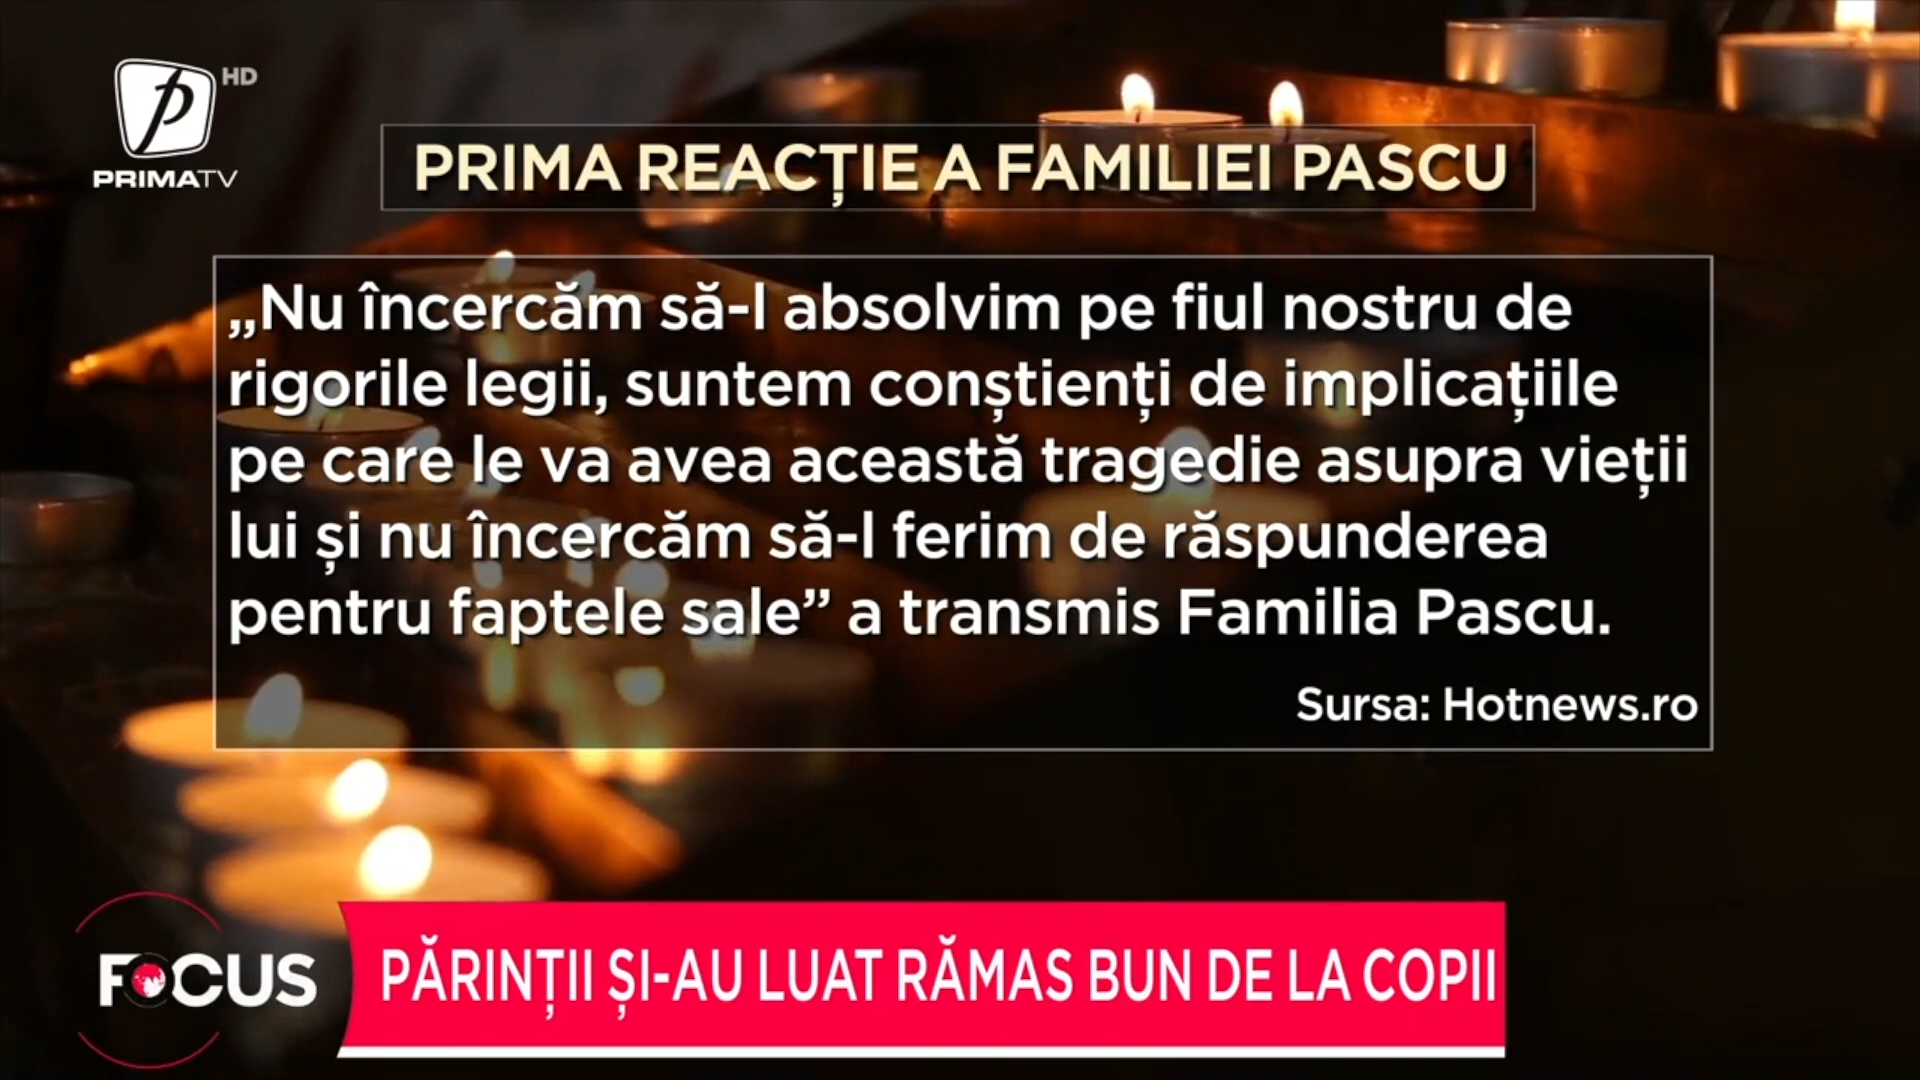 HD
PRIMATV
PRIMA REACȚIE A FAMILIEI PASCU
„Nu încercăm să-l absolvim pe fiul nostru de
rigorile legii, suntem conștienți de implicațiile
pe care le va avea această tragedie asupra vieții
lui și nu încercăm să-l ferim de răspunderea
pentru faptele sale” a transmis Familia Pascu.
Sursa: Hotnews.ro
FOCUS
PĂRINȚII ȘI-AU LUAT RĂMAS BUN DE LA COPII